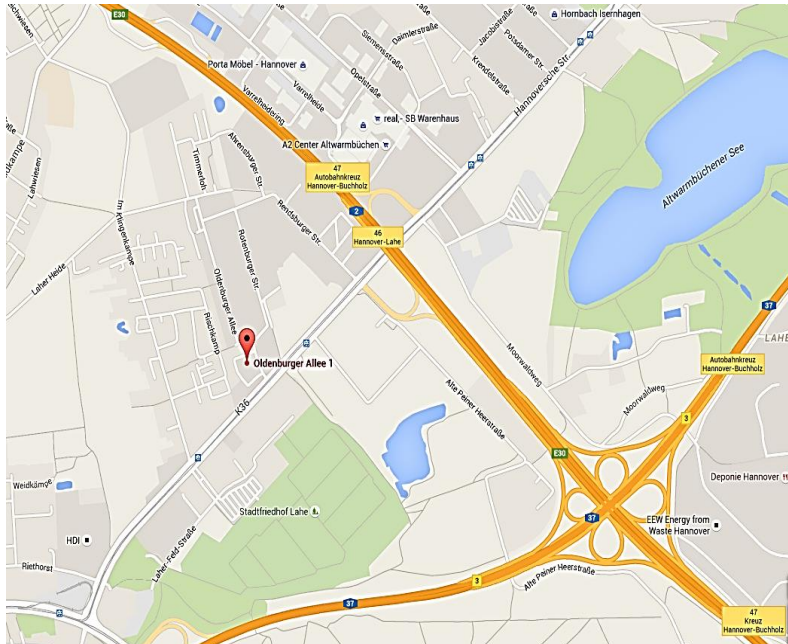 E30
Hornbach Isernhagen
Daimlerstraße
Siemensstraße
Jacobistraße
Potsdamer Str.
Krendelstraße
Porta Möbel - Hannover
Opelstraße
Varrelheide
Varrelheidering
Hannoversche Str.
real,- SB Warenhaus
A2 Center Altwarmbüchen
Ahrensburger Str.
Timmerloh
Lahwiesen
Im Klingenkampe
47
Autobahnkreuz
Hannover-Buchholz
2
Rendsburger Str.
46
Hannover-Lahe
Altwarmbüchener See
Rotenburger Str.
Oldenburger Allee
Laher Heide
Rischkamp
37
Oldenburger Allee 1
Moorwaldweg
Autobahnkreuz
Hannover-Buchholz
K36
Alte Peiner Heerstraße
Moorwaldweg
3
E30
Weidkämpe
Deponie Hannover
Stadtfriedhof Lahe
37
EEW Energy from
Waste Hannover
HDI
Riethorst
Laher-Feld-Straße
Alte Peiner Heerstraße
3
37
47
Kreuz
Hannover-Buchholz